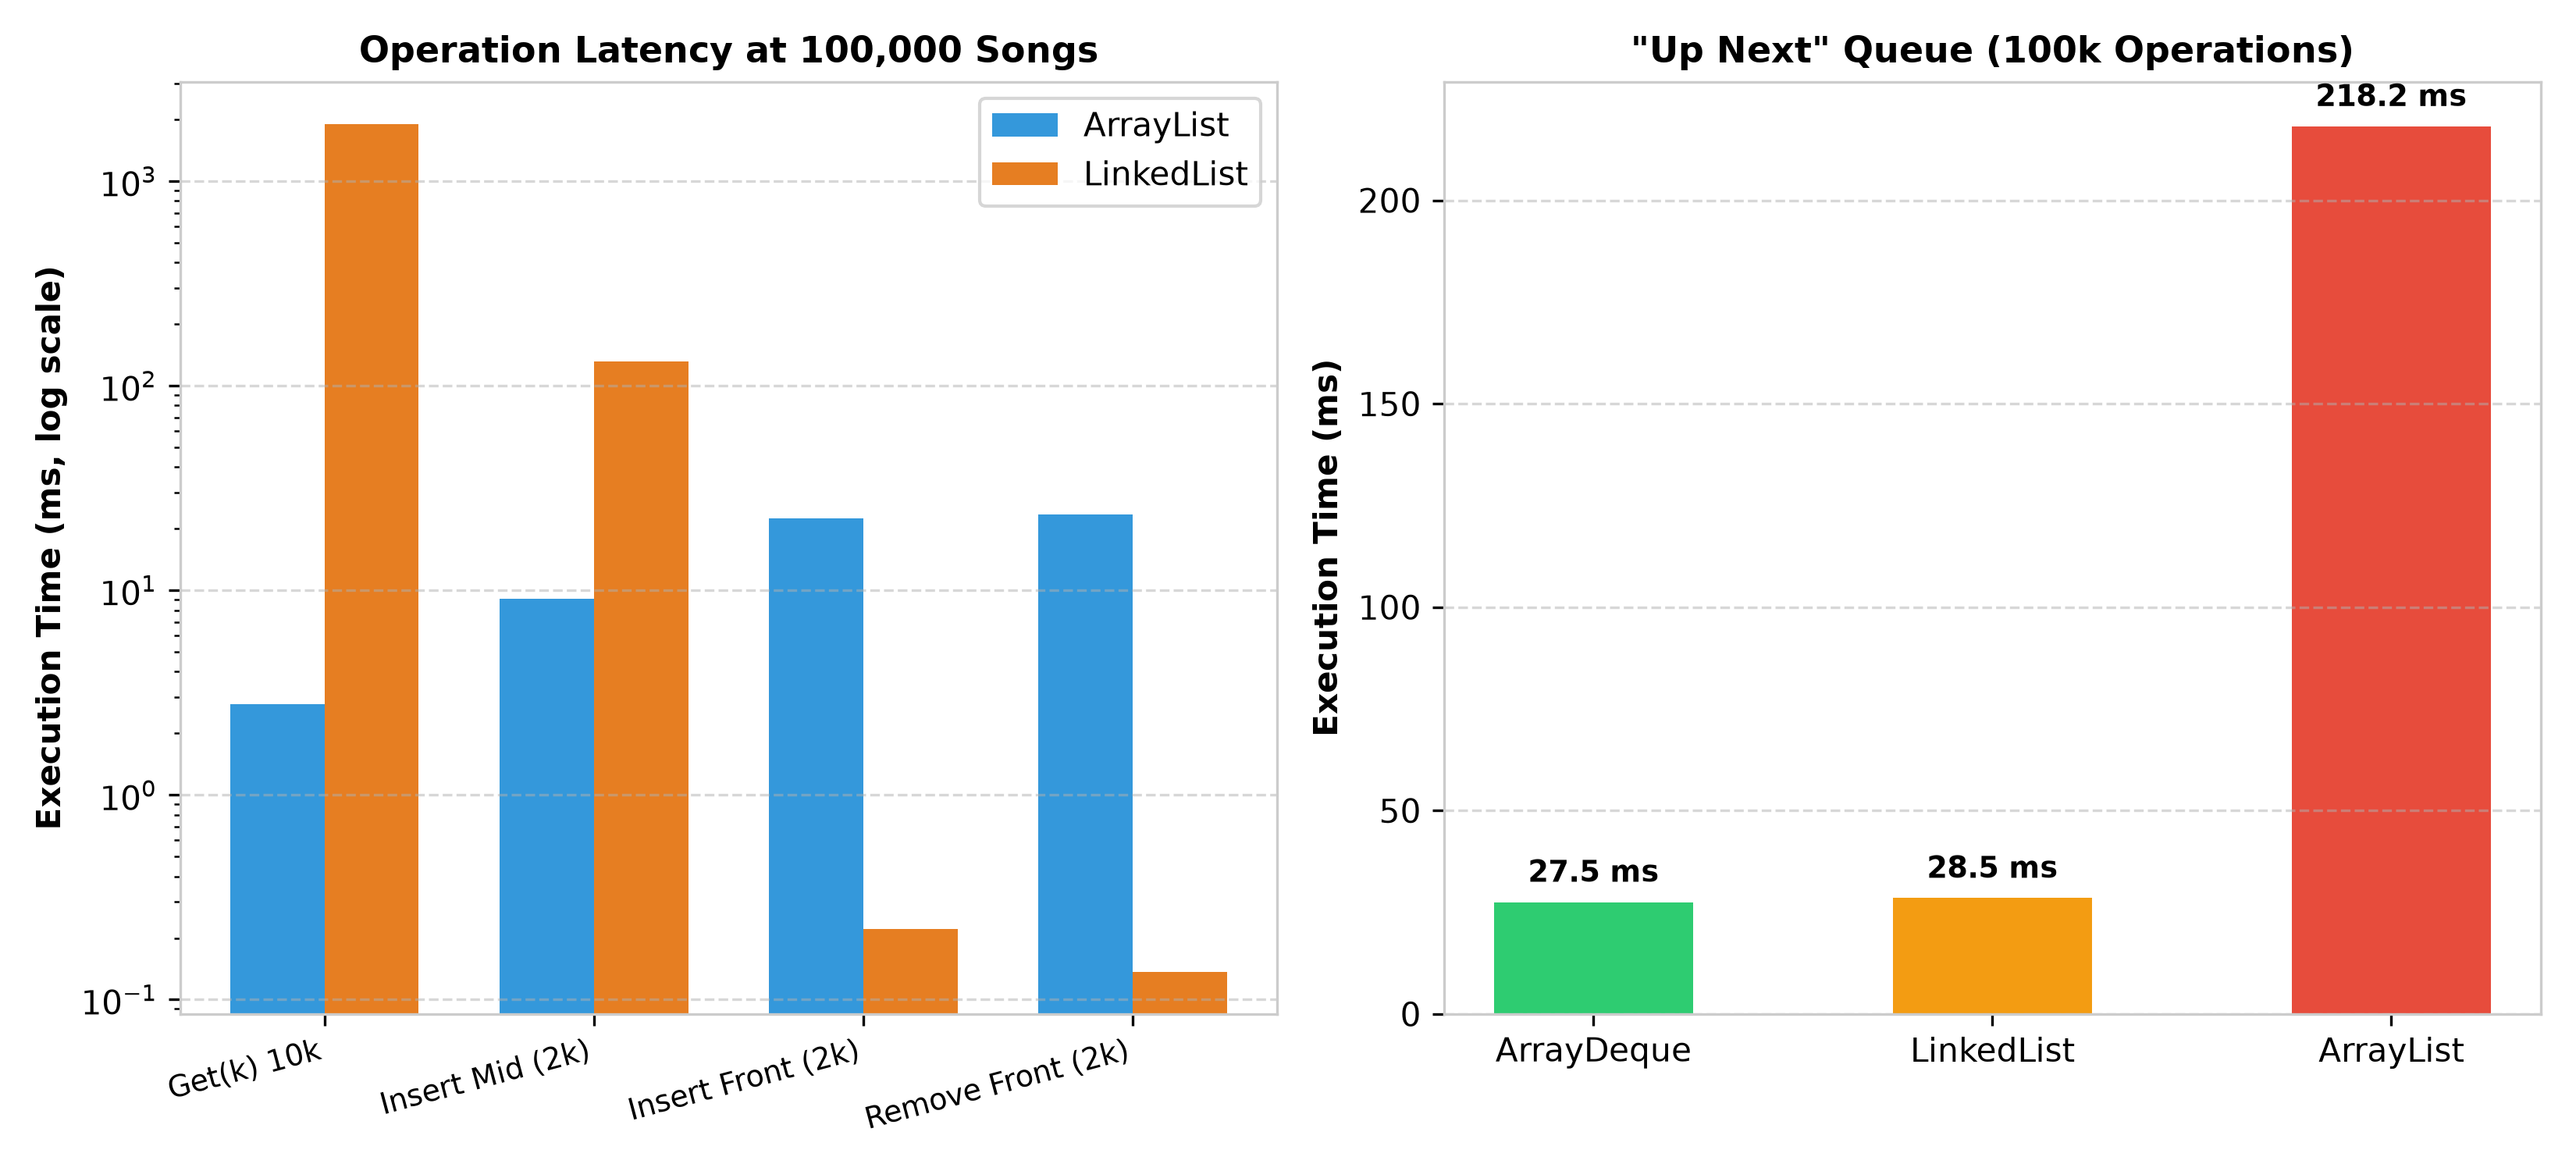 Operation Latency at 100,000 Songs
Execution Time (ms, log scale)
10³
10²
10¹
10⁰
10⁻¹
ArrayList
LinkedList
Get(k) 10k
Insert Mid (2k)
Insert Front (2k)
Remove Front (2k)
"Up Next" Queue (100k Operations)
Execution Time (ms)
200
150
100
50
0
27.5 ms
28.5 ms
218.2 ms
ArrayDeque
LinkedList
ArrayList